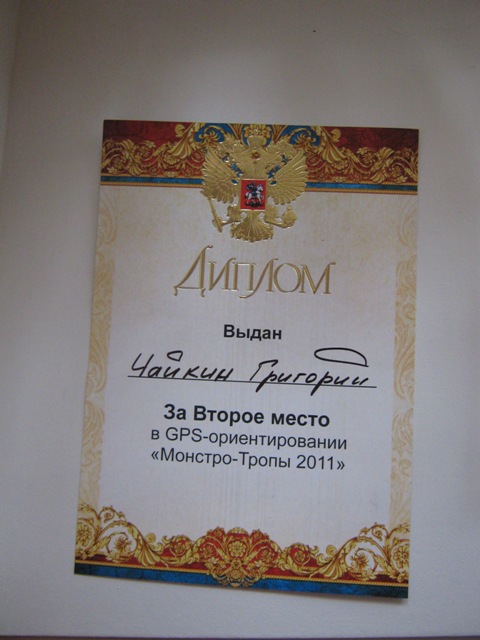 Диплом
Выдан
Чайкин Григорий
За Второе место
в GPS-ориентировании
«Монстро-Тропы 2011»